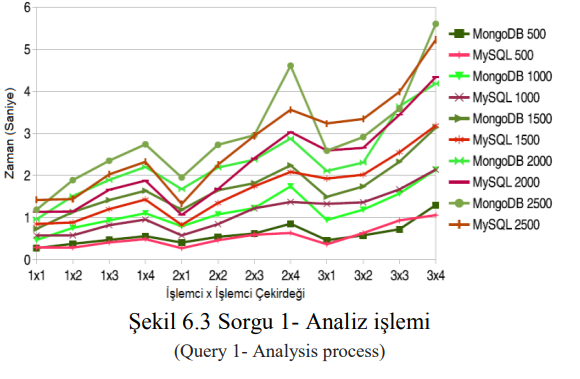 6
5
4
3
2
1
0
Zaman (Saniye)
1x1 1x2 1x3 1x4 2x1 2x2 2x3 2x4 3x1 3x2 3x3 3x4
İşlemci x İşlemci Çekirdeği
MongoDB 500
MySQL 500
MongoDB 1000
MySQL 1000
MongoDB 1500
MySQL 1500
MongoDB 2000
MySQL 2000
MongoDB 2500
MySQL 2500
Şekil 6.3 Sorgu 1- Analiz işlemi
(Query 1- Analysis process)